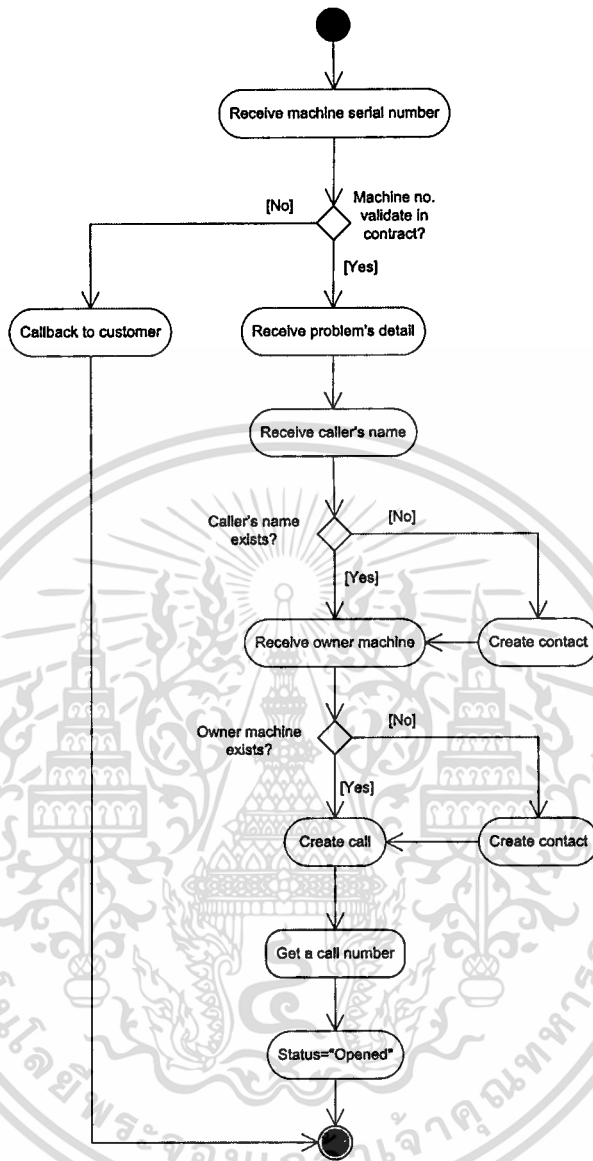 Receive machine serial number
[No]
Machine no.
validate in
contract?
[Yes]
Callback to customer
Receive problem's detail
Receive caller's name
Caller's name
exists?
[No]
[Yes]
Receive owner machine
Create contact
Owner machine
exists?
[No]
[Yes]
Create call
Create contact
Get a call number
Status="Opened"